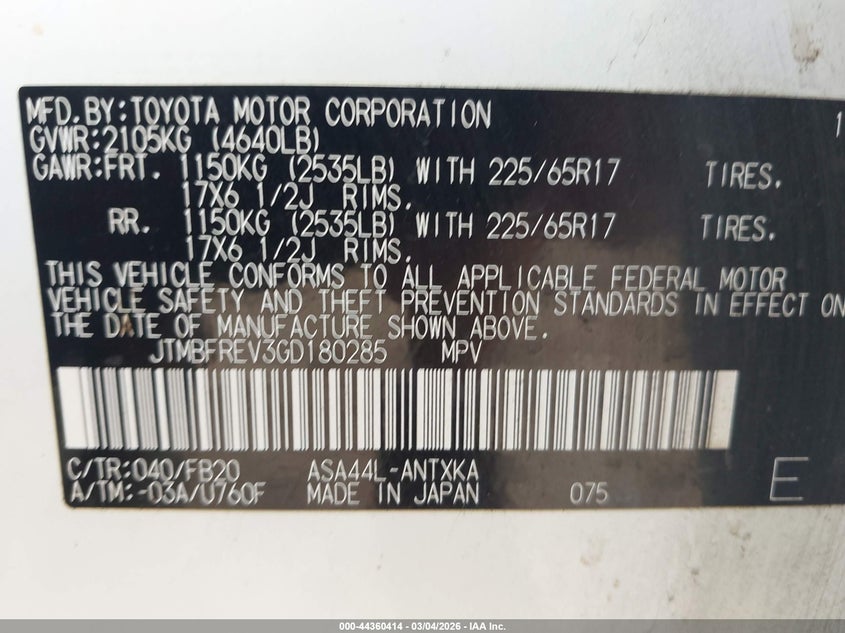 MFD.BY:TOYOTA MOTOR CORPORATION 1
GVWR:2105KG (4640LB)
GAWR:FRT. 1150KG (2535LB) WITH 225/65R17 TIRES.
17X6 1/2J RIMS.
RR. 1150KG (2535LB) WITH 225/65R17 TIRES.
17X6 1/2J RIMS.
THIS VEHICLE CONFORMS TO ALL APPLICABLE FEDERAL MOTOR
VEHICLE SAFETY AND THEFT PREVENTION STANDARDS IN EFFECT ON
THE DATE OF MANUFACTURE SHOWN ABOVE.
JTMBFREV3GD180285 MPV
C/TR:040/FB20 ASA44L-ANTXKA
A/TM:-03A/U760F MADE IN JAPAN 075 E
000-44360414 - 03/04/2026 - IAA Inc.